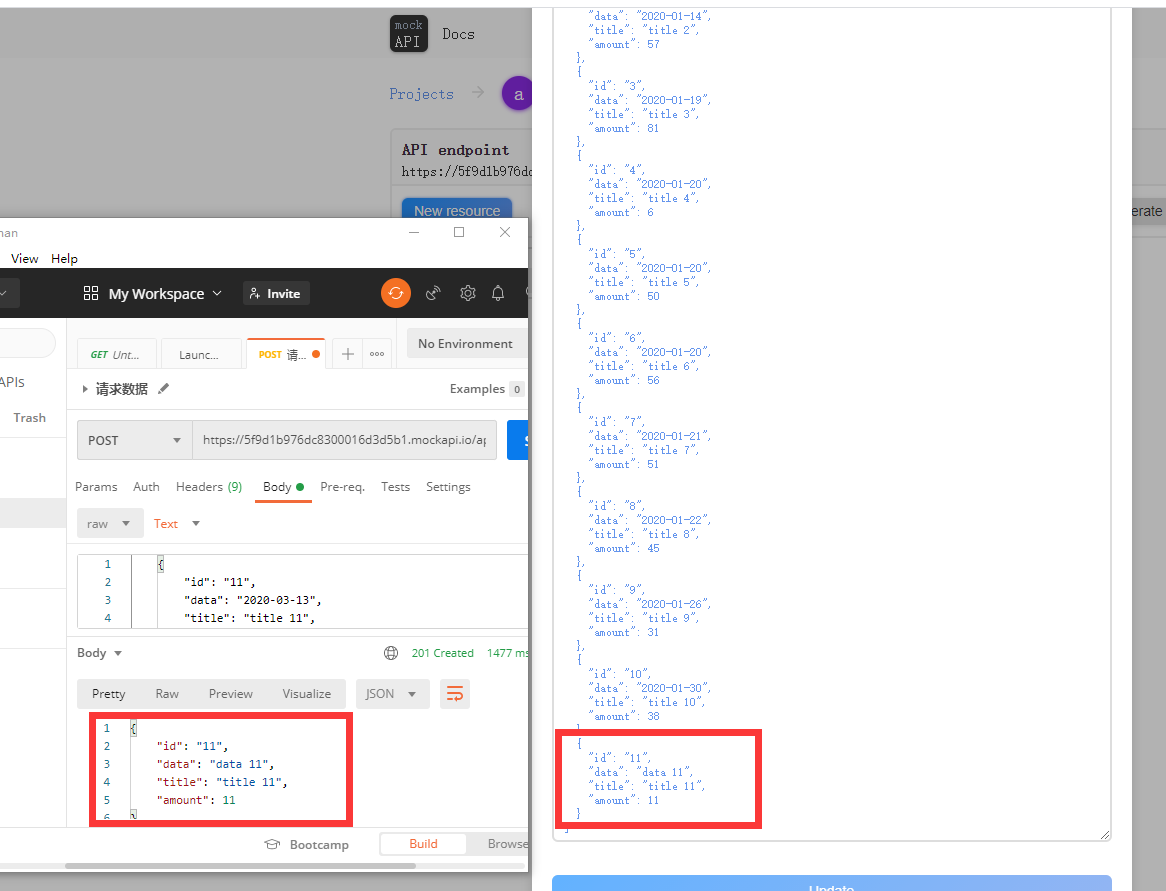 mock
API
Docs
Projects
a
API endpoint
https://5f9d1b976dc
New resource
erate
man
View Help
My Workspace
Invite
GET Unt...
Launc...
POST 请...
No Environment
APIs
请求数据
Examples 0
Trash
POST
https://5f9d1b976dc8300016d3d5b1.mockapi.io/ap
S
Params Auth Headers (9) Body Pre-req. Tests Settings
raw
Text
1 {
2 "id": "11",
3 "data": "2020-03-13",
4 "title": "title 11",
Body
201 Created 1477 ms
Pretty Raw Preview Visualize JSON
1 {
2 "id": "11",
3 "data": "data 11",
4 "title": "title 11",
5 "amount": 11
6 }
Bootcamp
Build
Browse
"data": "2020-01-14",
"title": "title 2",
"amount": 57
},
{
"id": "3",
"data": "2020-01-19",
"title": "title 3",
"amount": 81
},
{
"id": "4",
"data": "2020-01-20",
"title": "title 4",
"amount": 6
},
{
"id": "5",
"data": "2020-01-20",
"title": "title 5",
"amount": 50
},
{
"id": "6",
"data": "2020-01-20",
"title": "title 6",
"amount": 56
},
{
"id": "7",
"data": "2020-01-21",
"title": "title 7",
"amount": 51
},
{
"id": "8",
"data": "2020-01-22",
"title": "title 8",
"amount": 45
},
{
"id": "9",
"data": "2020-01-26",
"title": "title 9",
"amount": 31
},
{
"id": "10",
"data": "2020-01-30",
"title": "title 10",
"amount": 38
{
"id": "11",
"data": "data 11",
"title": "title 11",
"amount": 11
}
]
Update